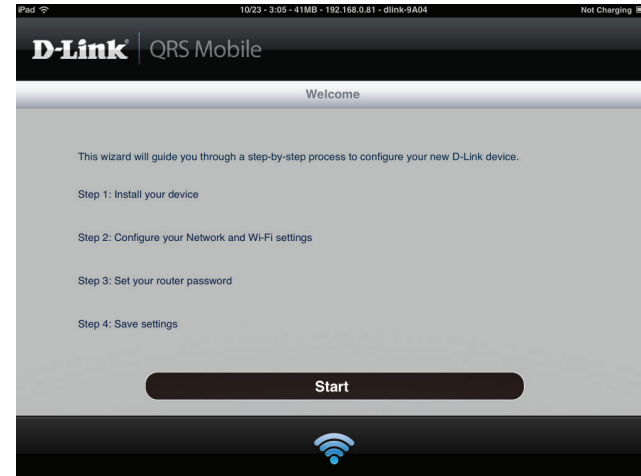 iPad
10/23 - 3:05 - 41MB - 192.168.0.81 - dlink-9A04
Not Charging
D-Link QRS Mobile
Welcome
This wizard will guide you through a step-by-step process to configure your new D-Link device.
Step 1: Install your device
Step 2: Configure your Network and Wi-Fi settings
Step 3: Set your router password
Step 4: Save settings
Start